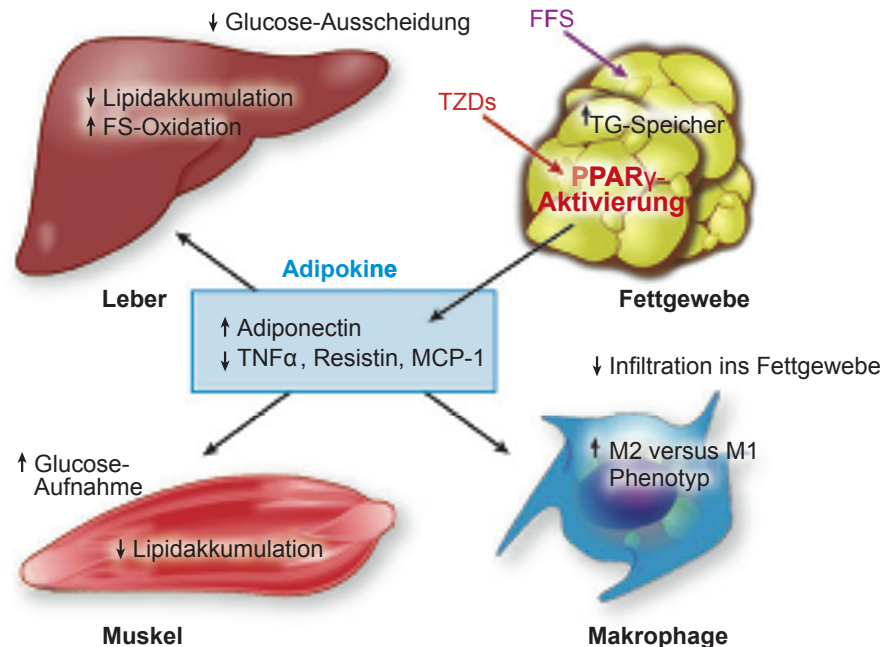 ↓ Glucose-Ausscheidung
↓ Lipidakkumulation
↑ FS-Oxidation
Leber
FFS
TZDs
↑ TG-Speicher
PPARγ-
Aktivierung
Fettgewebe
Adipokine
↑ Adiponectin
↓ TNFα, Resistin, MCP-1
↑ Glucose-
Aufnahme
↓ Lipidakkumulation
Muskel
↓ Infiltration ins Fettgewebe
↑ M2 versus M1
Phenotyp
Makrophage